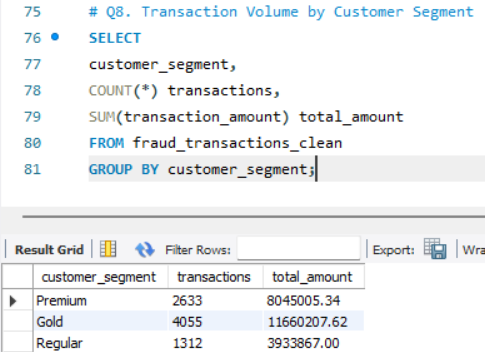 75 # Q8. Transaction Volume by Customer Segment
76 SELECT
77 customer_segment,
78 COUNT(*) transactions,
79 SUM(transaction_amount) total_amount
80 FROM fraud_transactions_clean
81 GROUP BY customer_segment;
Result Grid Filter Rows: Export: Wra
customer_segment transactions total_amount
Premium 2633 8045005.34
Gold 4055 11660207.62
Regular 1312 3933867.00